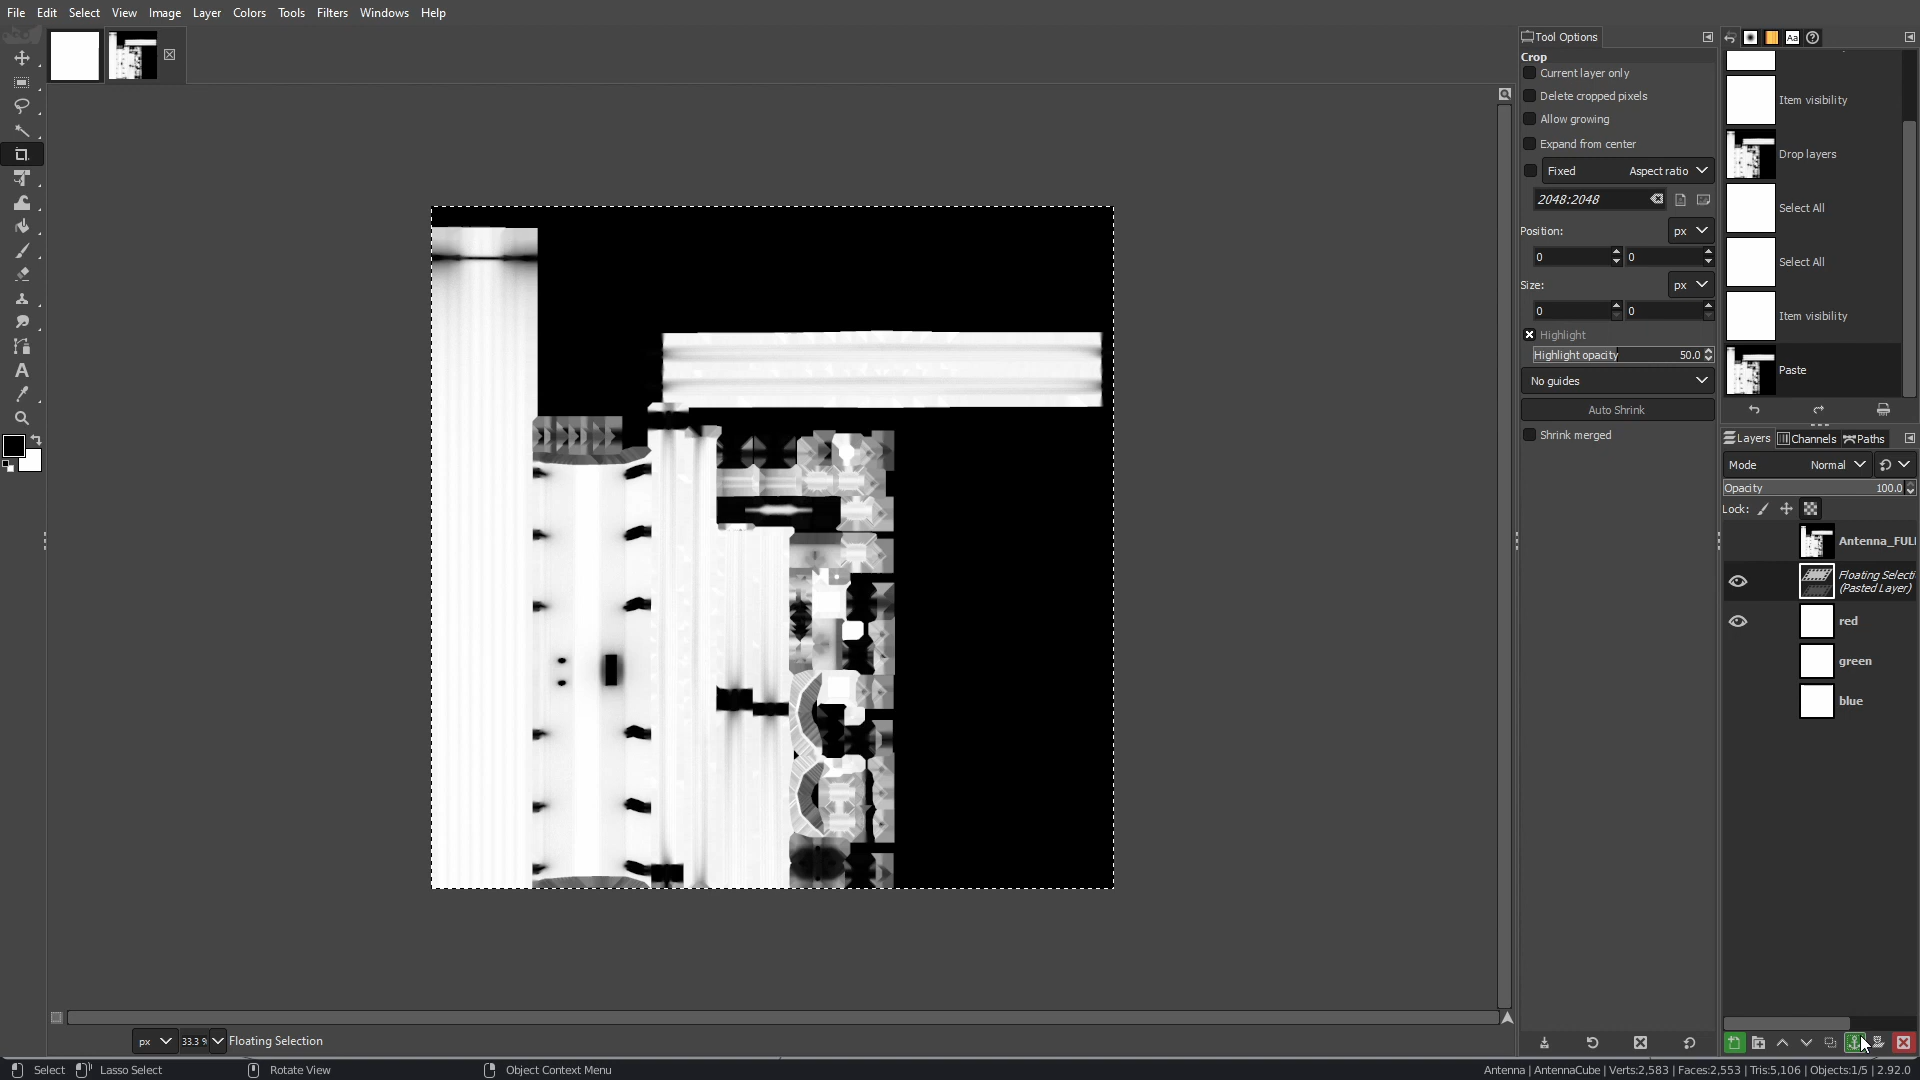 File Edit Select View Image Layer Colors Tools Filters Windows Help
Tool Options
Crop
Current layer only
Delete cropped pixels
Allow growing
Expand from center
Fixed Aspect ratio
2048:2048
Position: px
0 0
Size: px
0 0
Highlight
Highlight opacity 50.0
No guides
Auto Shrink
Shrink merged
Aa
Item visibility
Drop layers
Select All
Select All
Item visibility
Paste
Layers Channels Paths
Mode Normal
Opacity 100.0
Lock:
Antenna_FULL
Floating Selecti
(Pasted Layer)
red
green
blue
px 33.3 % Floating Selection
Select Lasso Select Rotate View Object Context Menu
Antenna | AntennaCube | Verts:2,583 | Faces:2,553 | Tris:5,106 | Objects:1/5 | 2.92.0